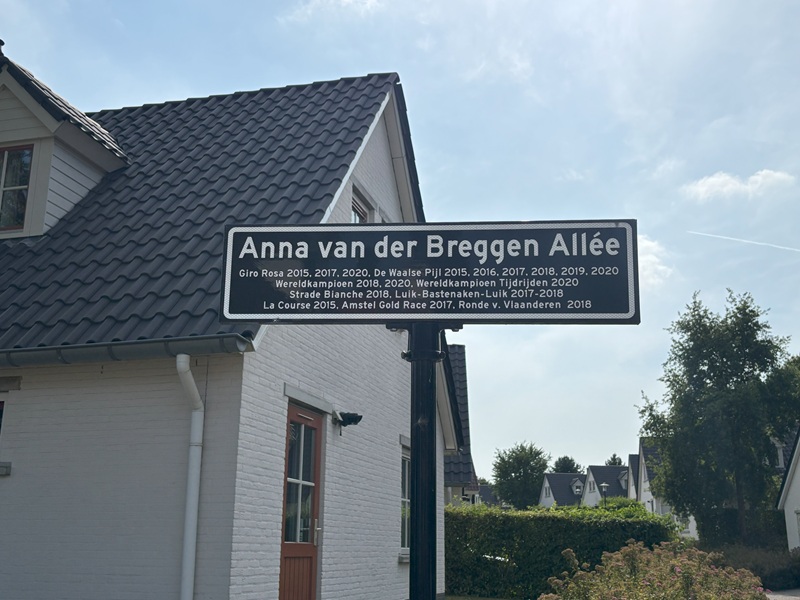 Anna van der Breggen Allée
Giro Rosa 2015, 2017, 2020, De Waalse Pijl 2015, 2016, 2017, 2018, 2019, 2020
Wereldkampioen 2018, 2020, Wereldkampioen Tijdrijden 2020
Strade Bianche 2018, Luik-Bastenaken-Luik 2017-2018
La Course 2015, Amstel Gold Race 2017, Ronde v. Vlaanderen 2018